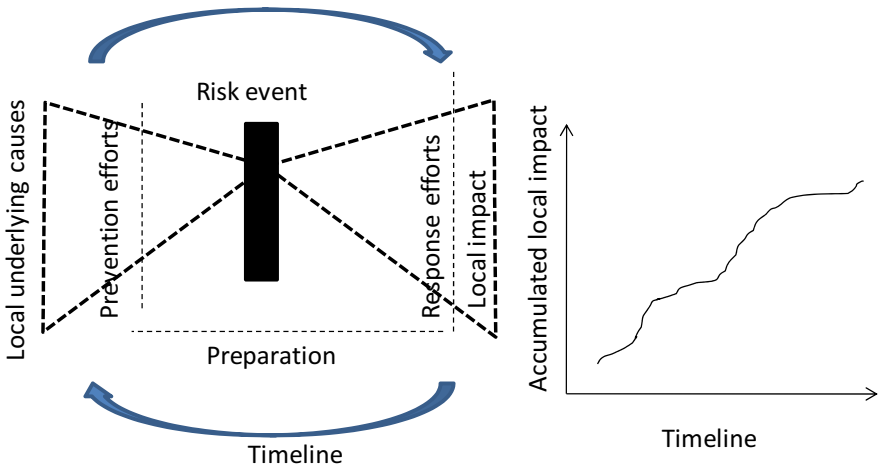 Risk event
Local underlying causes
Prevention efforts
Response efforts
Local impact
Preparation
Timeline
Accumulated local impact
Timeline